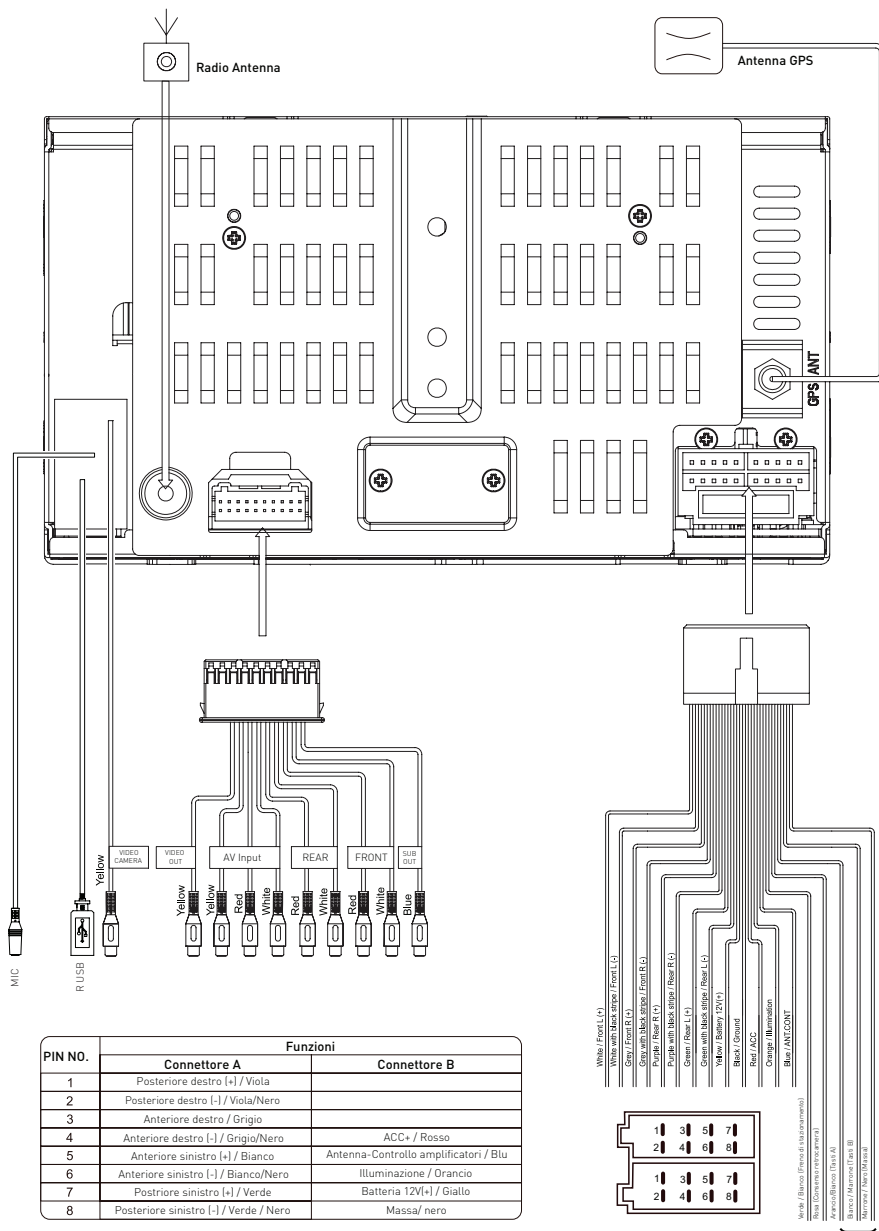 Radio Antenna
Antenna GPS
GPS ANT
VIDEO
CAMERA
VIDEO
OUT
AV Input
REAR
FRONT
SUB
OUT
Yellow
Yellow
Yellow
Red
White
Red
White
Red
White
Blue
MIC
R USB
White / Front L (+)
White with black stripe / Front L (-)
Grey / Front R (+)
Grey with black stripe / Front R (-)
Purple / Rear R (+)
Purple with black stripe / Rear R (-)
Green / Rear L (+)
Green with black stripe / Rear L (-)
Yellow / Battery 12V(+)
Black / Ground
Red / ACC
Orange / Illumination
Blue / ANT.CONT
Verde / Bianco (Freno di stazionamento)
Rosa (Consenso retrocamera)
Arancio/Bianco (Tasti A)
Bianco / Marrone (Tasti B)
Marrone / Nero (Massa)
PIN NO. Funzioni
Connettore A Connettore B
1 Posteriore destro (+) / Viola
2 Posteriore destro (-) / Viola/Nero
3 Anteriore destro / Grigio
4 Anteriore destro (-) / Grigio/Nero ACC+ / Rosso
5 Anteriore sinistro (+) / Bianco Antenna-Controllo amplificatori / Blu
6 Anteriore sinistro (-) / Bianco/Nero Illuminazione / Orancio
7 Postriore sinistro (+) / Verde Batteria 12V(+) / Giallo
8 Posteriore sinistro (-) / Verde / Nero Massa/ nero
1 3 5 7
2 4 6 8
1 3 5 7
2 4 6 8